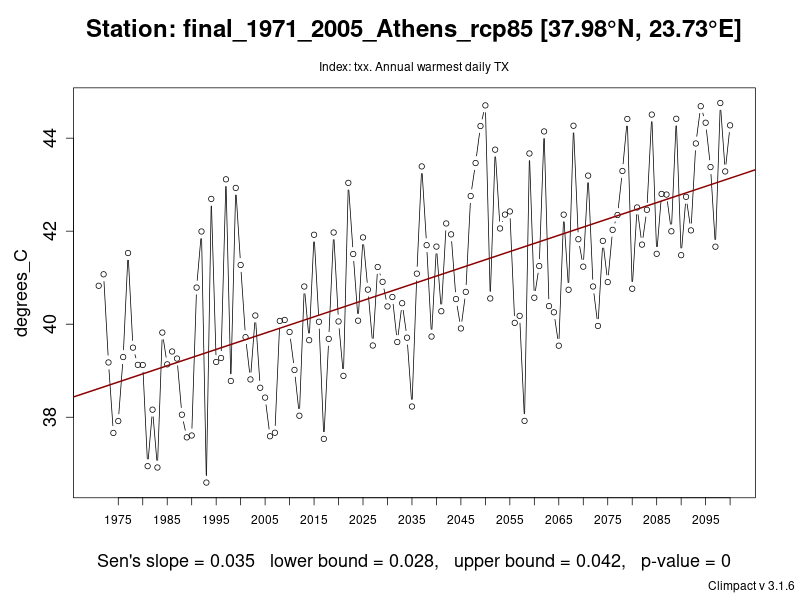 Station: final_1971_2005_Athens_rcp85 [37.98°N, 23.73°E]
Index: txx. Annual warmest daily TX
degrees_C
44
42
40
38
1975 1985 1995 2005 2015 2025 2035 2045 2055 2065 2075 2085 2095
Sen's slope = 0.035 lower bound = 0.028, upper bound = 0.042, p-value = 0
Climpact v 3.1.6